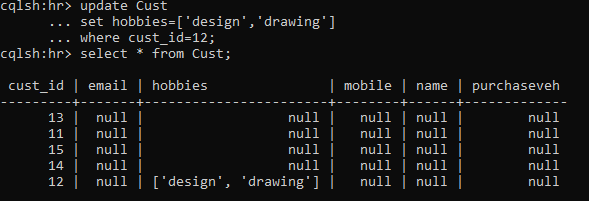 cqlsh:hr> update Cust
      ... set hobbies=['design','drawing']
      ... where cust_id=12;
cqlsh:hr> select * from Cust;
 cust_id | email | hobbies               | mobile | name | purchaseveh
---------+-------+-----------------------+--------+------+-------------
      13 |  null |                  null |   null | null |        null
      11 |  null |                  null |   null | null |        null
      15 |  null |                  null |   null | null |        null
      14 |  null |                  null |   null | null |        null
      12 |  null | ['design', 'drawing'] |   null | null |        null